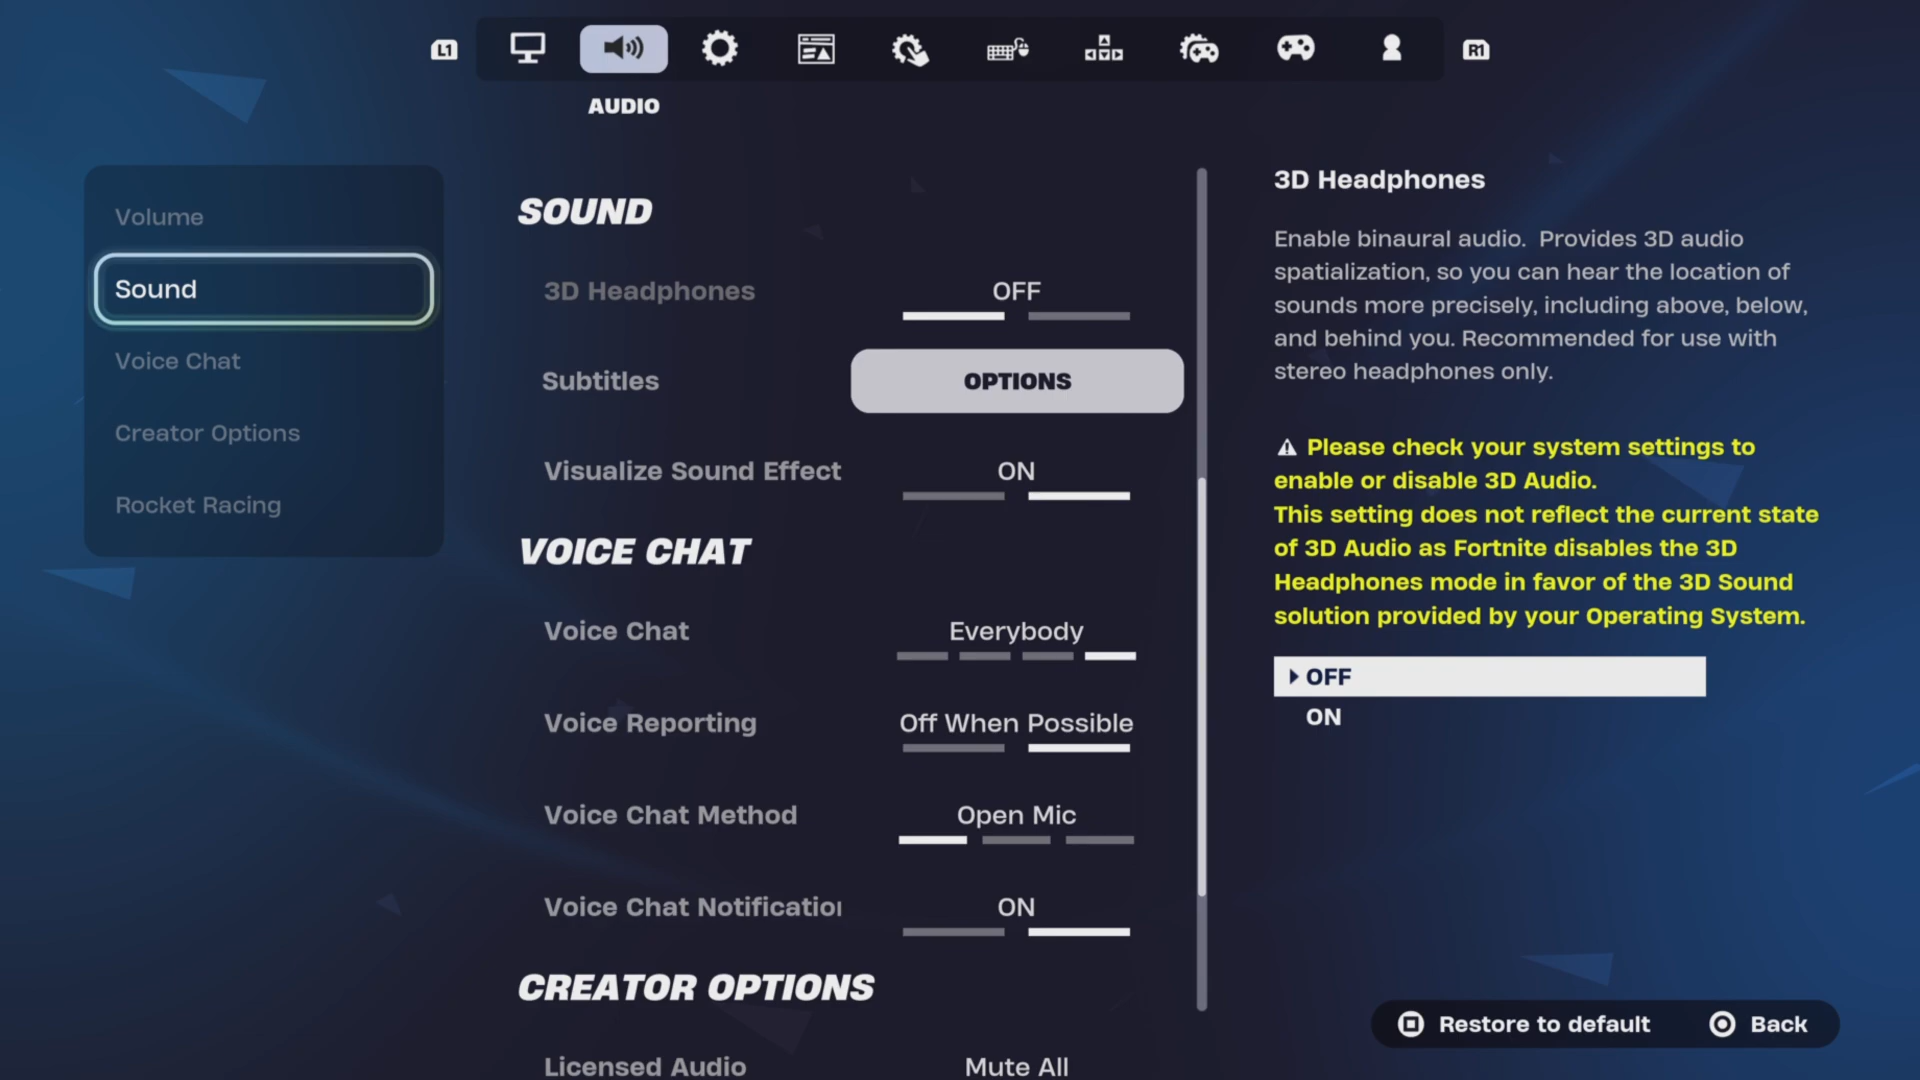 L1
R1
AUDIO
Volume
Sound
Voice Chat
Creator Options
Rocket Racing
SOUND
3D Headphones
OFF
Subtitles
OPTIONS
Visualize Sound Effect
ON
VOICE CHAT
Voice Chat
Everybody
Voice Reporting
Off When Possible
Voice Chat Method
Open Mic
Voice Chat Notification
ON
CREATOR OPTIONS
Licensed Audio
Mute All
3D Headphones
Enable binaural audio. Provides 3D audio
spatialization, so you can hear the location of
sounds more precisely, including above, below,
and behind you. Recommended for use with
stereo headphones only.
Please check your system settings to
enable or disable 3D Audio.
This setting does not reflect the current state
of 3D Audio as Fortnite disables the 3D
Headphones mode in favor of the 3D Sound
solution provided by your Operating System.
OFF
ON
Restore to default
Back